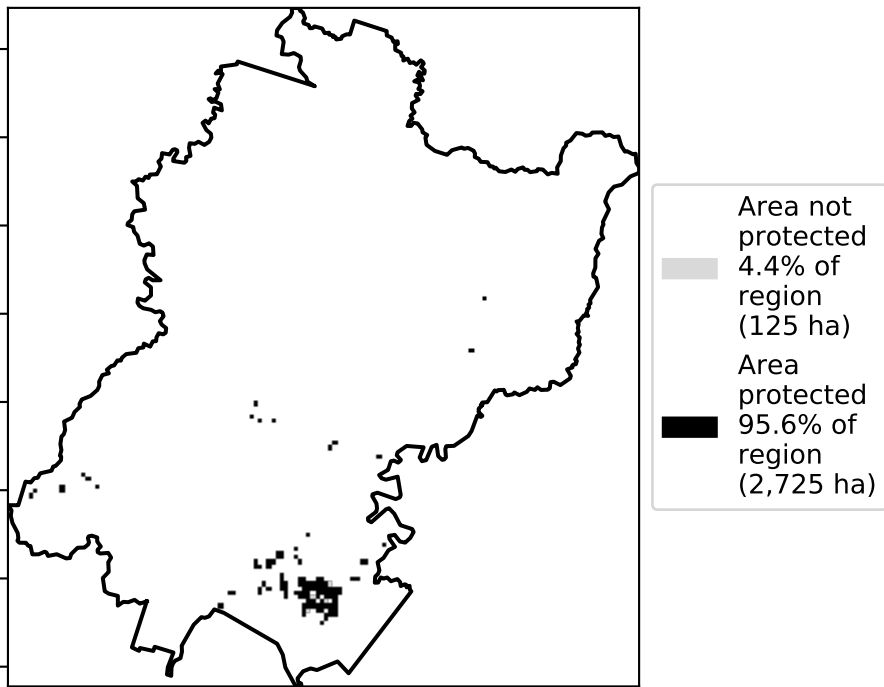 Area not
protected
4.4% of
region
(125 ha)
Area
protected
95.6% of
region
(2,725 ha)